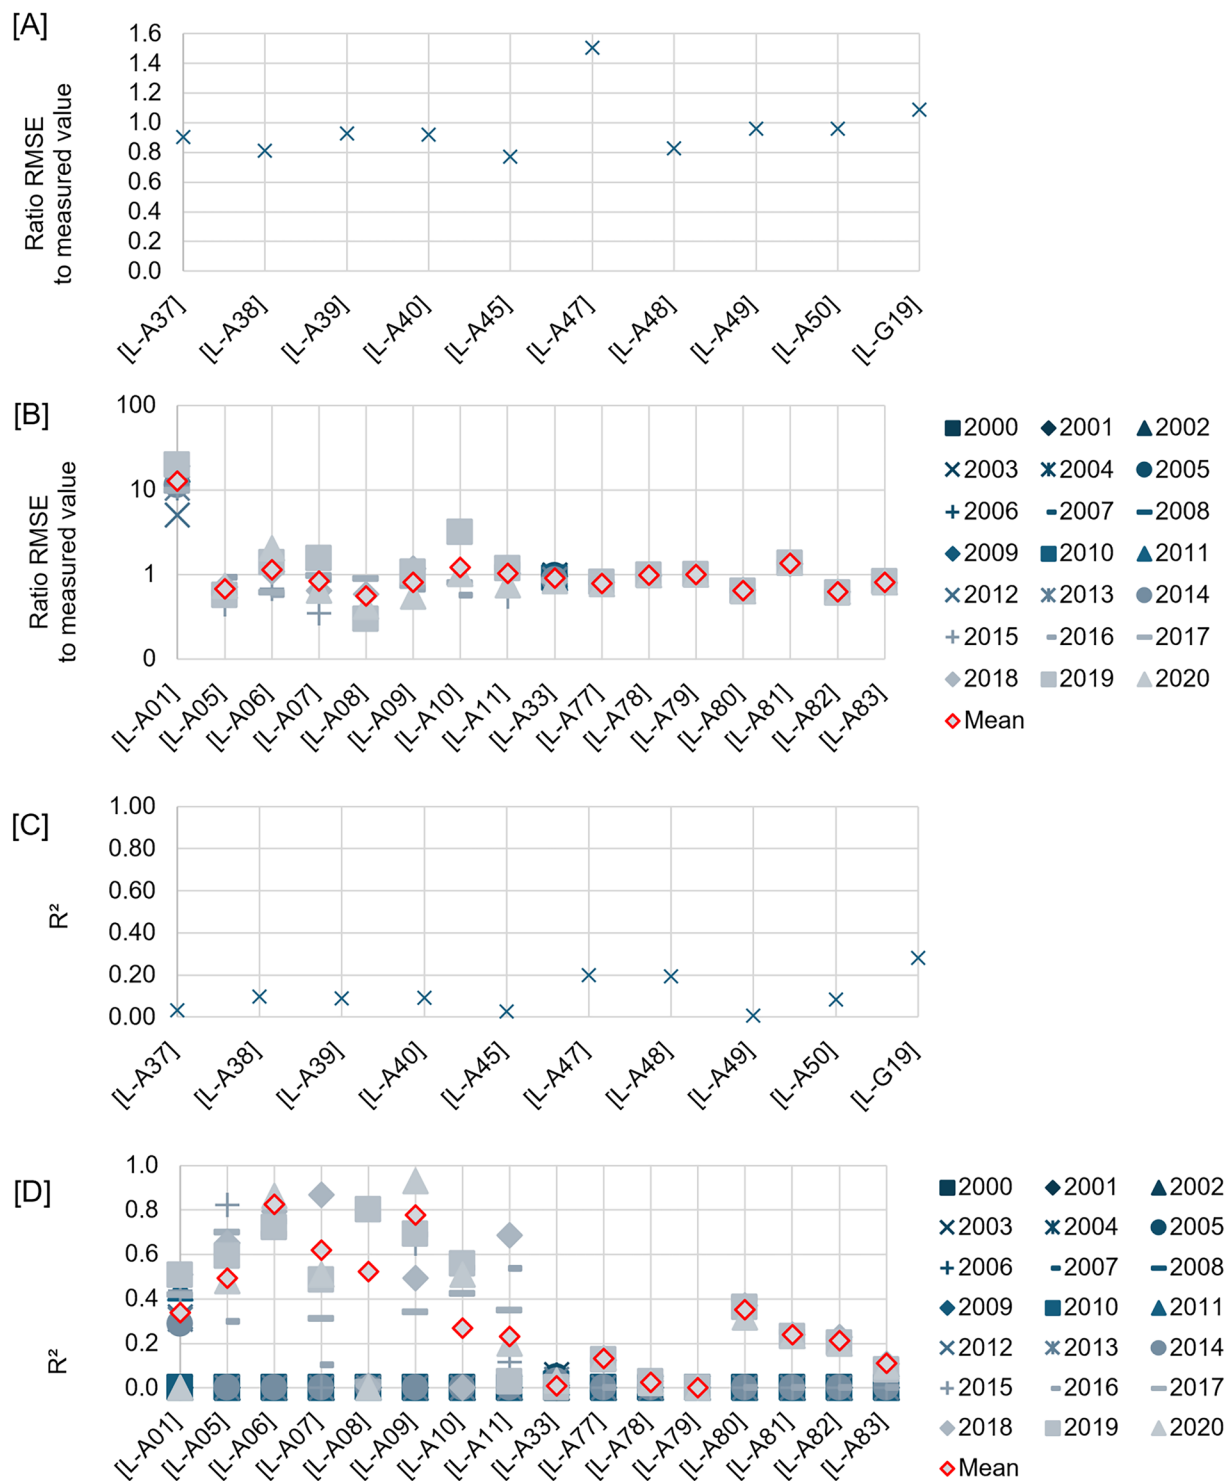 [A]
Ratio RMSE
to measured value
1.6
1.4
1.2
1.0
0.8
0.6
0.4
0.2
0.0
[L-A37]
[L-A38]
[L-A39]
[L-A40]
[L-A45]
[L-A47]
[L-A48]
[L-A49]
[L-A50]
[L-G19]
[B]
Ratio RMSE
to measured value
100
10
1
0
[L-A01]
[L-A05]
[L-A06]
[L-A07]
[L-A08]
[L-A09]
[L-A10]
[L-A11]
[L-A33]
[L-A77]
[L-A78]
[L-A79]
[L-A80]
[L-A81]
[L-A82]
[L-A83]
2000 2001 2002
2003 2004 2005
2006 2007 2008
2009 2010 2011
2012 2013 2014
2015 2016 2017
2018 2019 2020
Mean
[C]
R²
1.00
0.80
0.60
0.40
0.20
0.00
[L-A37]
[L-A38]
[L-A39]
[L-A40]
[L-A45]
[L-A47]
[L-A48]
[L-A49]
[L-A50]
[L-G19]
[D]
R²
1.0
0.8
0.6
0.4
0.2
0.0
[L-A01]
[L-A05]
[L-A06]
[L-A07]
[L-A08]
[L-A09]
[L-A10]
[L-A11]
[L-A33]
[L-A77]
[L-A78]
[L-A79]
[L-A80]
[L-A81]
[L-A82]
[L-A83]
2000 2001 2002
2003 2004 2005
2006 2007 2008
2009 2010 2011
2012 2013 2014
2015 2016 2017
2018 2019 2020
Mean